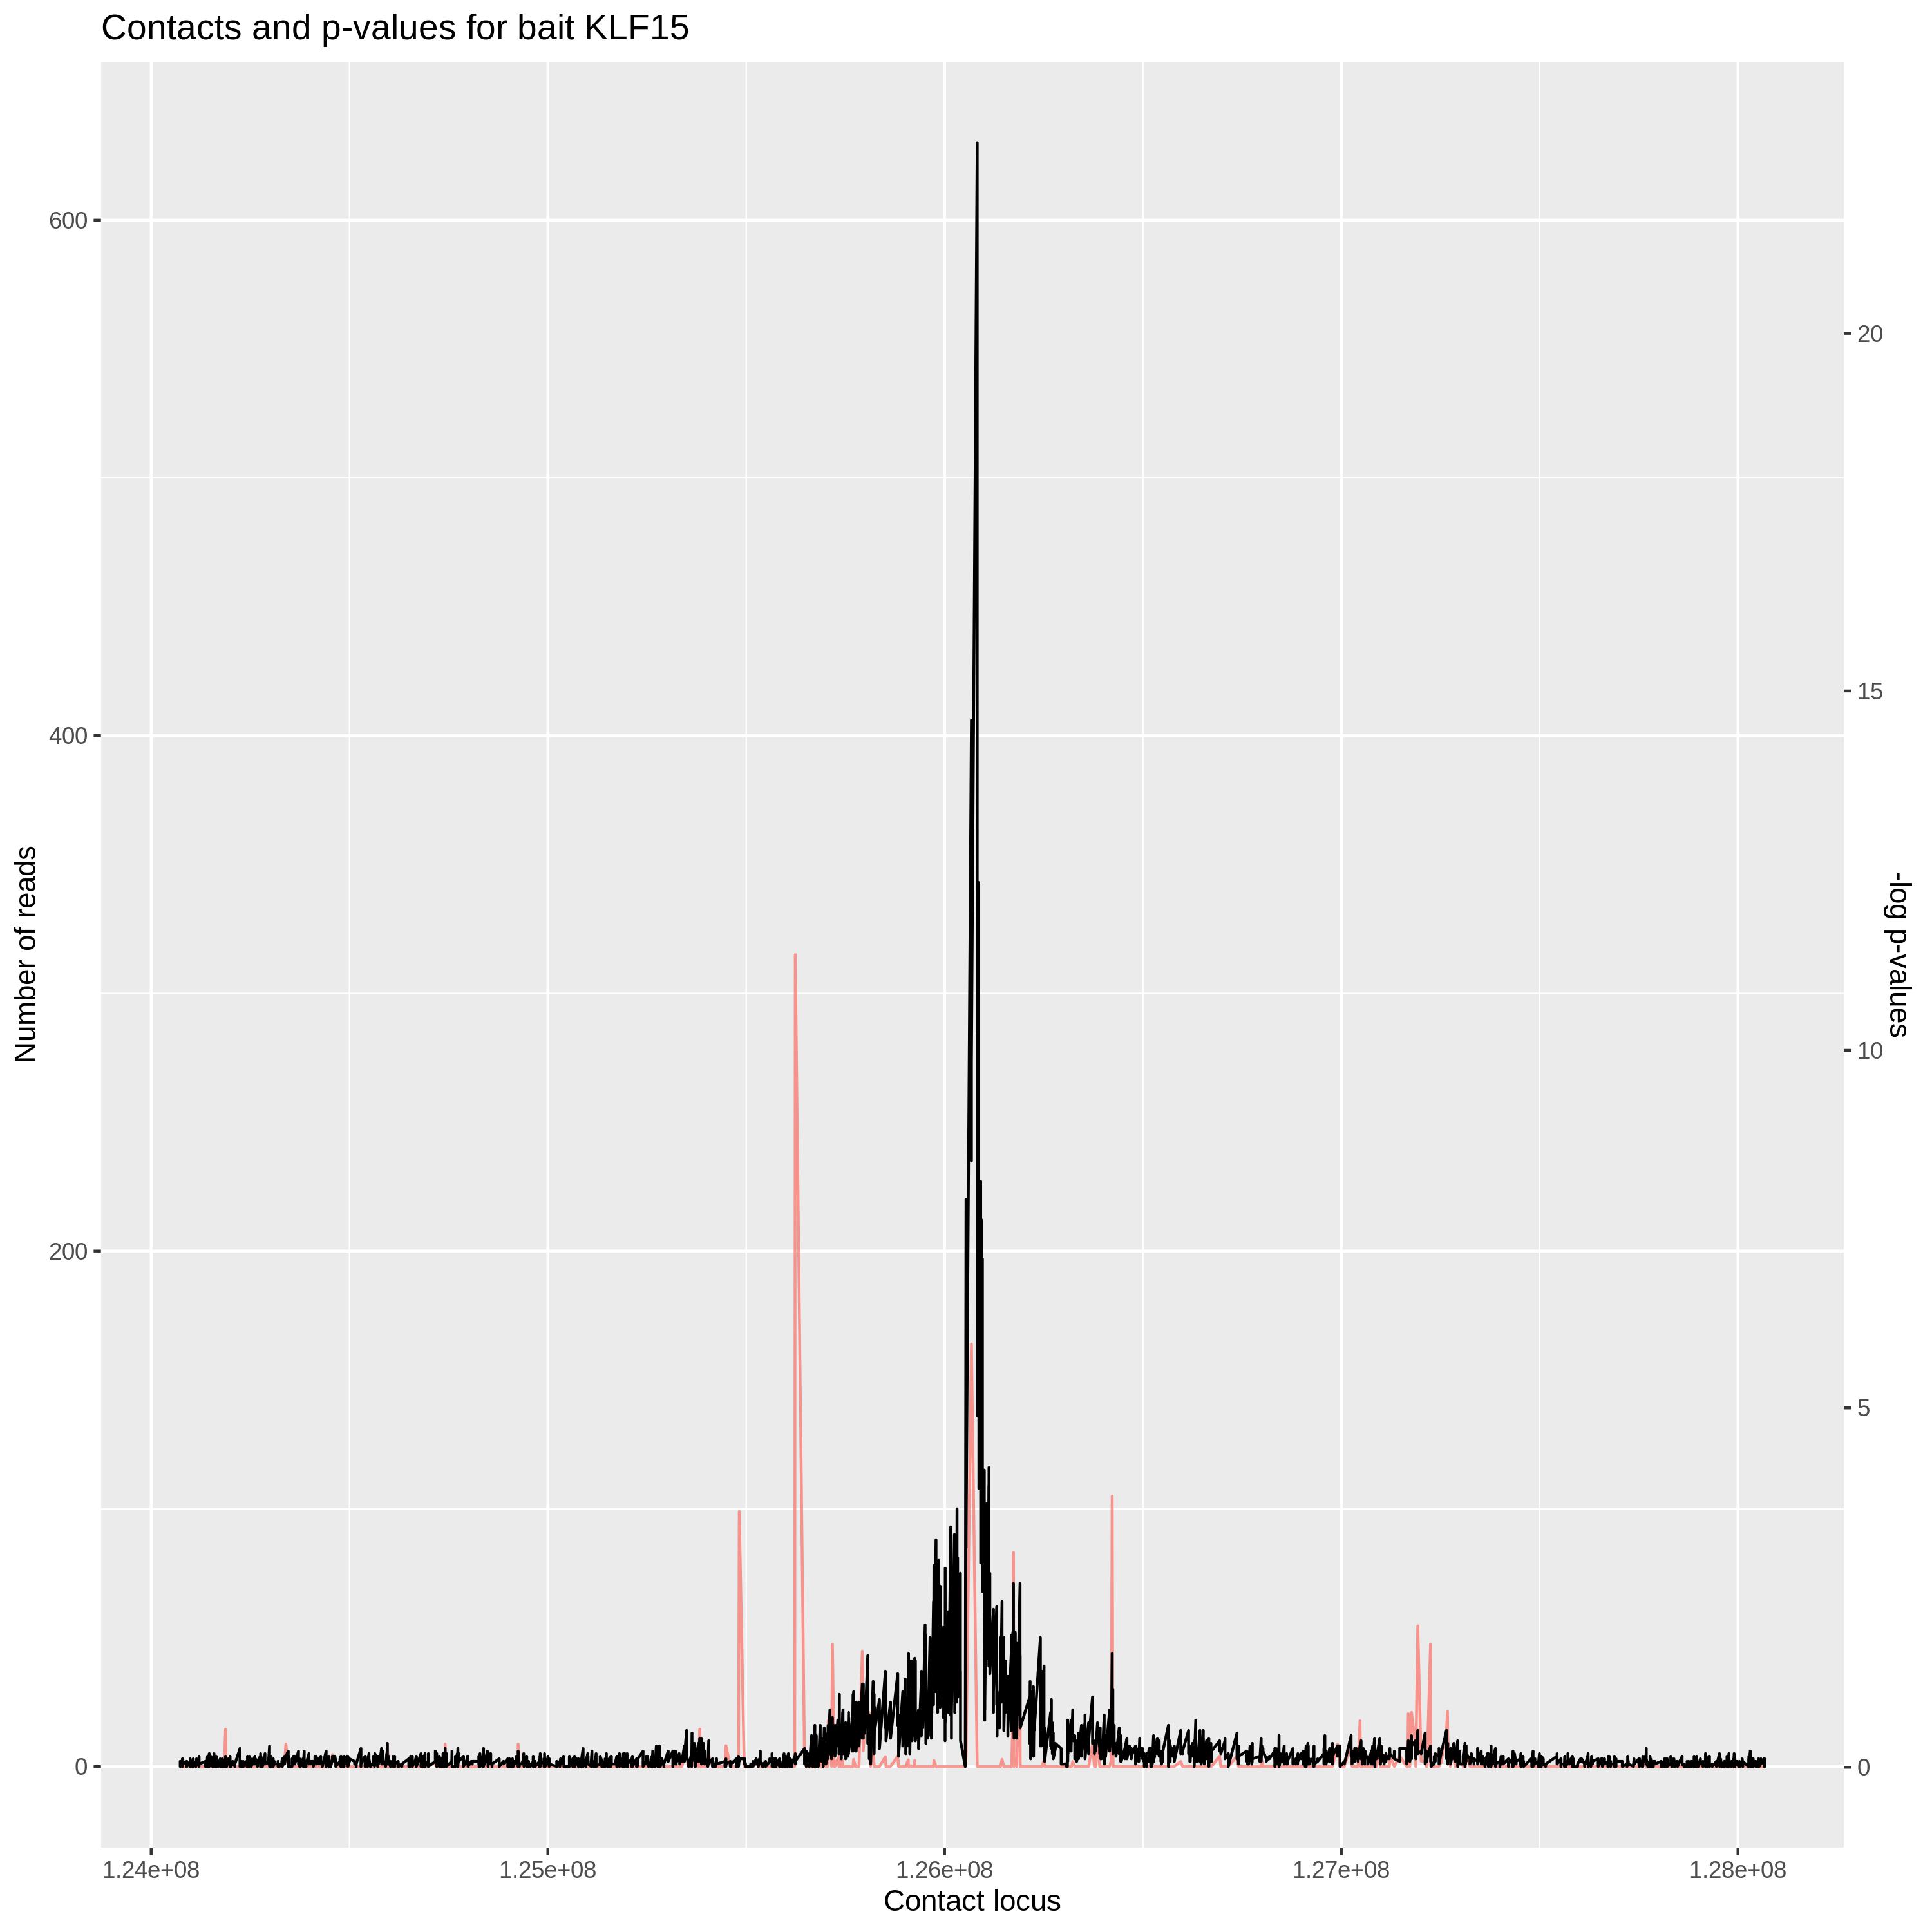 Contacts and p-values for bait KLF15
600
400
200
0
Number of reads
20
15
10
5
0
-log p-values
1.24e+08
1.25e+08
1.26e+08
1.27e+08
1.28e+08
Contact locus